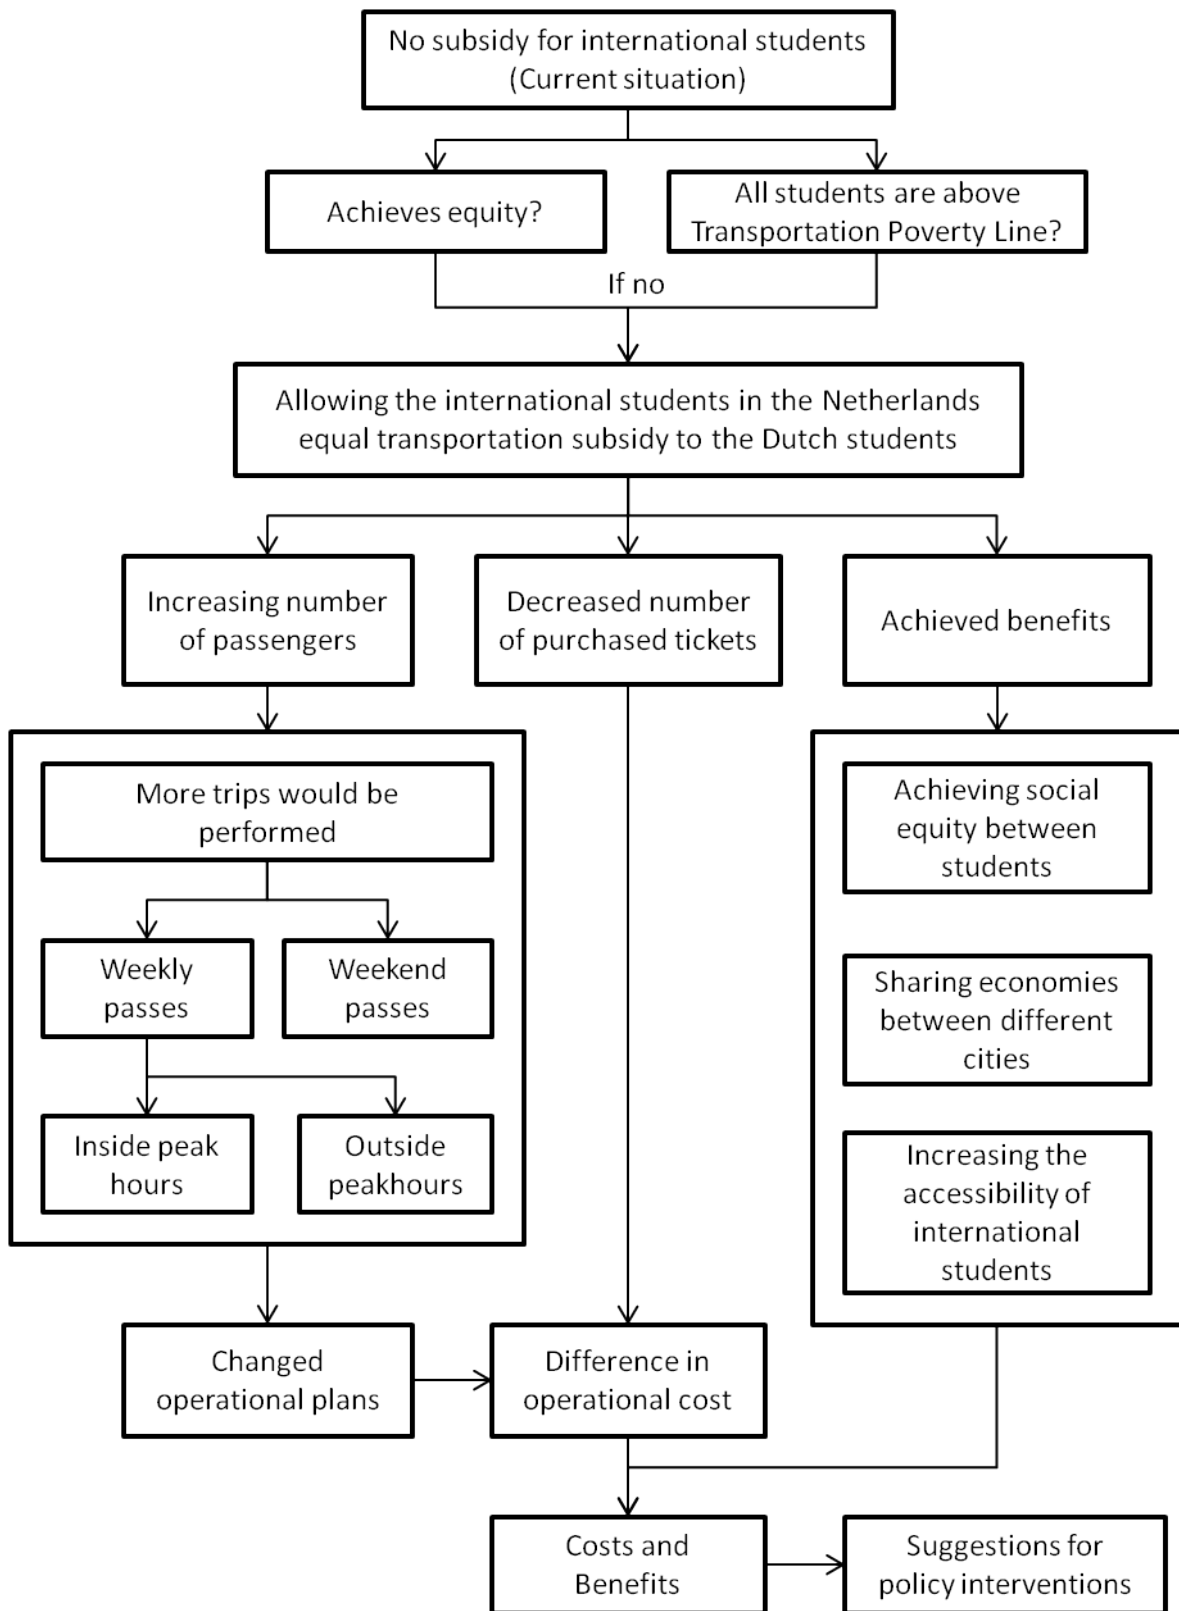 No subsidy for international students
(Current situation)
Achieves equity?
All students are above
Transportation Poverty Line?
If no
Allowing the international students in the Netherlands
equal transportation subsidy to the Dutch students
Increasing number
of passengers
Decreased number
of purchased tickets
Achieved benefits
More trips would be
performed
Weekly
passes
Weekend
passes
Inside peak
hours
Outside
peakhours
Achieving social
equity between
students
Sharing economies
between different
cities
Increasing the
accessibility of
international
students
Changed
operational plans
Difference in
operational cost
Costs and
Benefits
Suggestions for
policy interventions